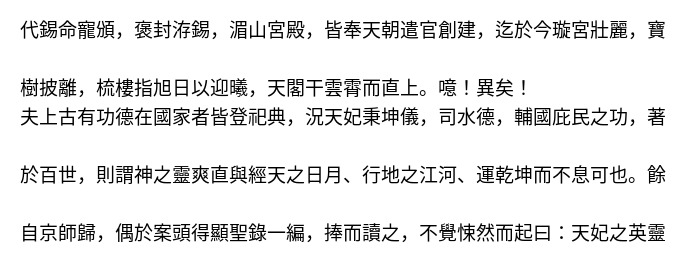 代錫命寵頒，褒封洊錫，湄山宮殿，皆奉天朝遣官創建，迄於今璇宮壯麗，寶
樹披離，梳樓指旭日以迎曦，天閣干雲霄而直上。噫！異矣！
夫上古有功德在國家者皆登祀典，況天妃秉坤儀，司水德，輔國庇民之功，著
於百世，則謂神之靈爽直與經天之日月、行地之江河、運乾坤而不息可也。餘
自京師歸，偶於案頭得顯聖錄一編，捧而讀之，不覺悚然而起曰：天妃之英靈